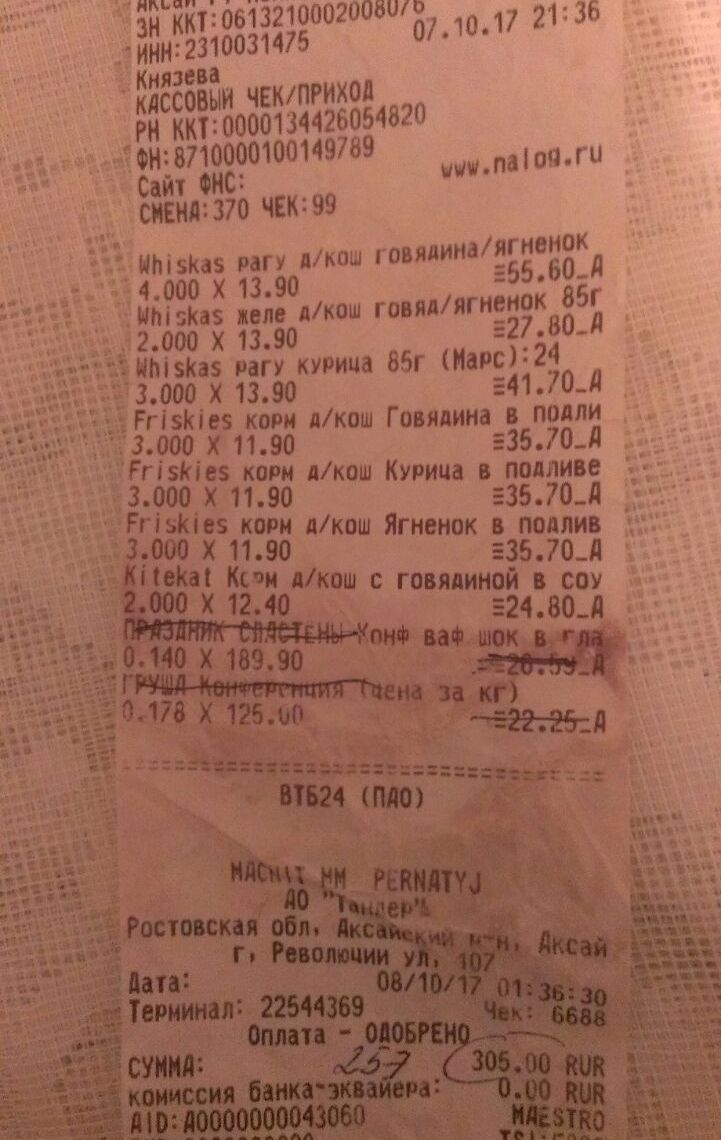 ЗН ККТ:0613210002008076
07.10.17 21:36
ИНН:2310031475
Князева
КАССОВЫЙ ЧЕК/ПРИХОД
РН ККТ:0000134426054820
ФН:8710000100149789
www.nalog.ru
Сайт ФНС:
СМЕНА:370 ЧЕК:99
Whiskas рагу д/кош говядина/ягненок
4.000 X 13.90 ≡55.60_А
Whiskas желе д/кош говяд/ягненок 85г
2.000 X 13.90 ≡27.80_А
Whiskas рагу курица 85г (Марс):24
3.000 X 13.90 ≡41.70_А
Friskies корм д/кош Говядина в подли
3.000 X 11.90 ≡35.70_А
Friskies корм д/кош Курица в подливе
3.000 X 11.90 ≡35.70_А
Friskies корм д/кош Ягненок в подлив
3.000 X 11.90 ≡35.70_А
Kitekat Корм д/кош с говядиной в соу
2.000 X 12.40 ≡24.80_А
ПРАЗДНИК СЛАСТЕНЫ Конф ваф шок в гла
0.140 X 189.90 ≡26.59_А
ГРУША Конференция (цена за кг)
0.178 X 125.00 ≡22.25_А
ВТБ24 (ПАО)
MAGNIT MM PERNATYJ
АО "Тандер"
Ростовская обл, Аксайский р-н, Аксай
г, Революции ул, 107
Дата: 08/10/17 01:36:30
Терминал: 22544369 Чек: 6688
Оплата - ОДОБРЕНО
СУММА: 257 305.00 RUR
комиссия банка-эквайера: 0.00 RUR
AID:A0000000043060 MAESTRO